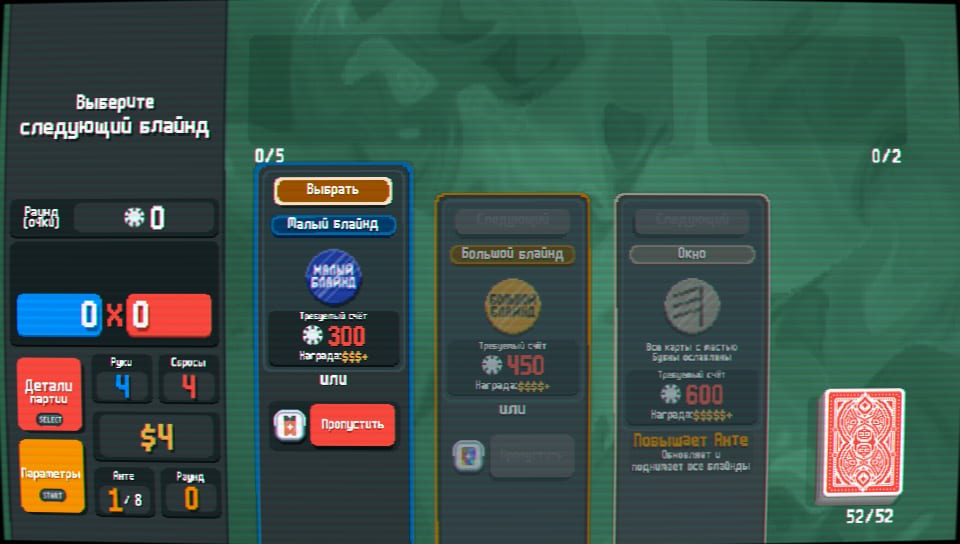 Выберите
следующий блайнд
Раунд
(очки)
0
0 X 0
Детали
партии
SELECT
Руки
4
Сбросы
4
$4
Параметры
START
Анте
1/8
Раунд
0
0/5
0/2
Выбрать
Малый блайнд
МАЛЫЙ
БЛАЙНД
Требуемый счёт
300
Награда:$$$+
или
Пропустить
Следующий
Большой блайнд
БОЛЬШОЙ
БЛАЙНД
Требуемый счёт
450
Награда:$$$$+
или
Пропустить
Следующий
Окно
Все карты с мастью
Бубны ослаблены
Требуемый счёт
600
Награда:$$$$$+
Повышает Анте
Обновляет и
поднимает все блайнды
52/52